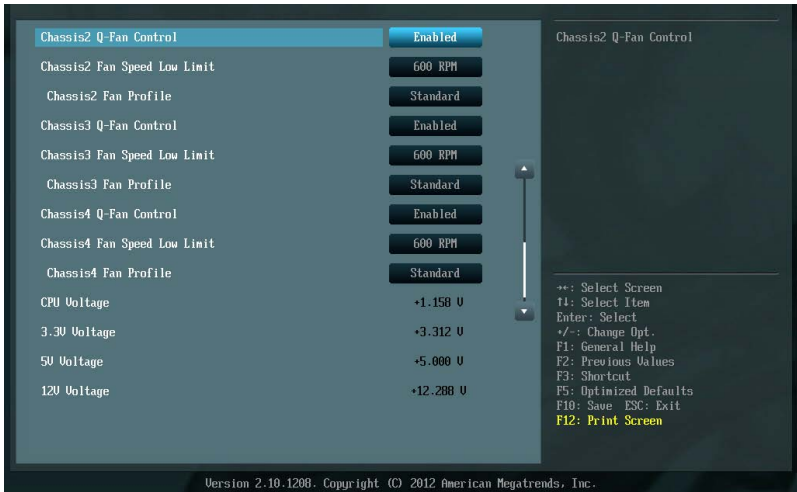 Chassis2 Q-Fan Control Enabled
Chassis2 Fan Speed Low Limit 600 RPM
Chassis2 Fan Profile Standard
Chassis3 Q-Fan Control Enabled
Chassis3 Fan Speed Low Limit 600 RPM
Chassis3 Fan Profile Standard
Chassis4 Q-Fan Control Enabled
Chassis4 Fan Speed Low Limit 600 RPM
Chassis4 Fan Profile Standard
CPU Voltage +1.158 V
3.3V Voltage +3.312 V
5V Voltage +5.000 V
12V Voltage +12.288 V
Chassis2 Q-Fan Control
→←: Select Screen
↑↓: Select Item
Enter: Select
+/-: Change Opt.
F1: General Help
F2: Previous Values
F3: Shortcut
F5: Optimized Defaults
F10: Save ESC: Exit
F12: Print Screen
Version 2.10.1208. Copyright (C) 2012 American Megatrends, Inc.